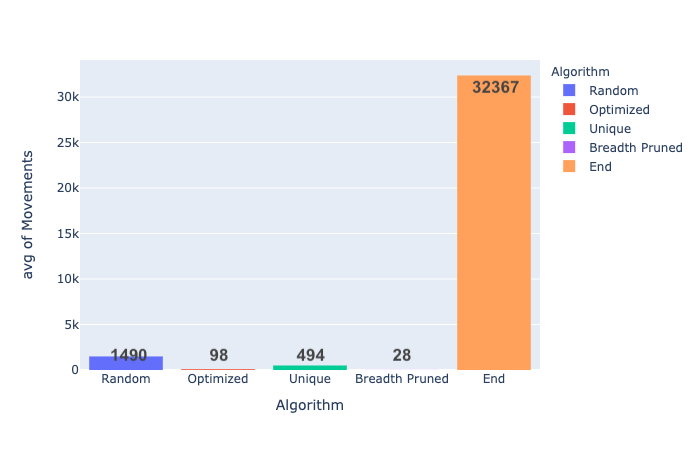 Algorithm
Random
Optimized
Unique
Breadth Pruned
End
avg of Movements
30k
25k
20k
15k
10k
5k
0
1490
98
494
28
32367
Random
Optimized
Unique
Breadth Pruned
End
Algorithm